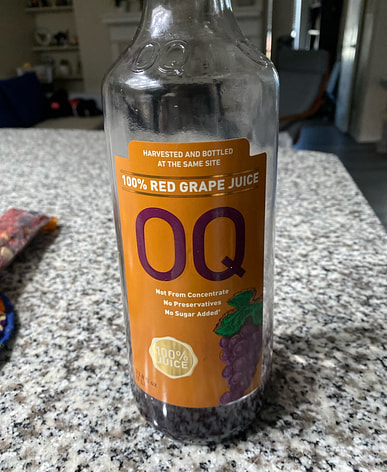 OQ
HARVESTED AND BOTTLED
AT THE SAME SITE
100% RED GRAPE JUICE
OQ
Not From Concentrate
No Preservatives
No Sugar Added*
100%
JUICE